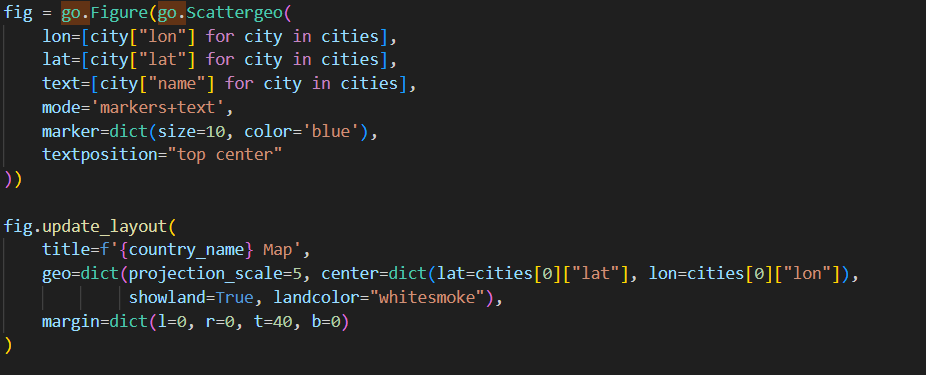 fig = go.Figure(go.Scattergeo(
    lon=[city["lon"] for city in cities],
    lat=[city["lat"] for city in cities],
    text=[city["name"] for city in cities],
    mode='markers+text',
    marker=dict(size=10, color='blue'),
    textposition="top center"
))

fig.update_layout(
    title=f'{country_name} Map',
    geo=dict(projection_scale=5, center=dict(lat=cities[0]["lat"], lon=cities[0]["lon"]),
             showland=True, landcolor="whitesmoke"),
    margin=dict(l=0, r=0, t=40, b=0)
)